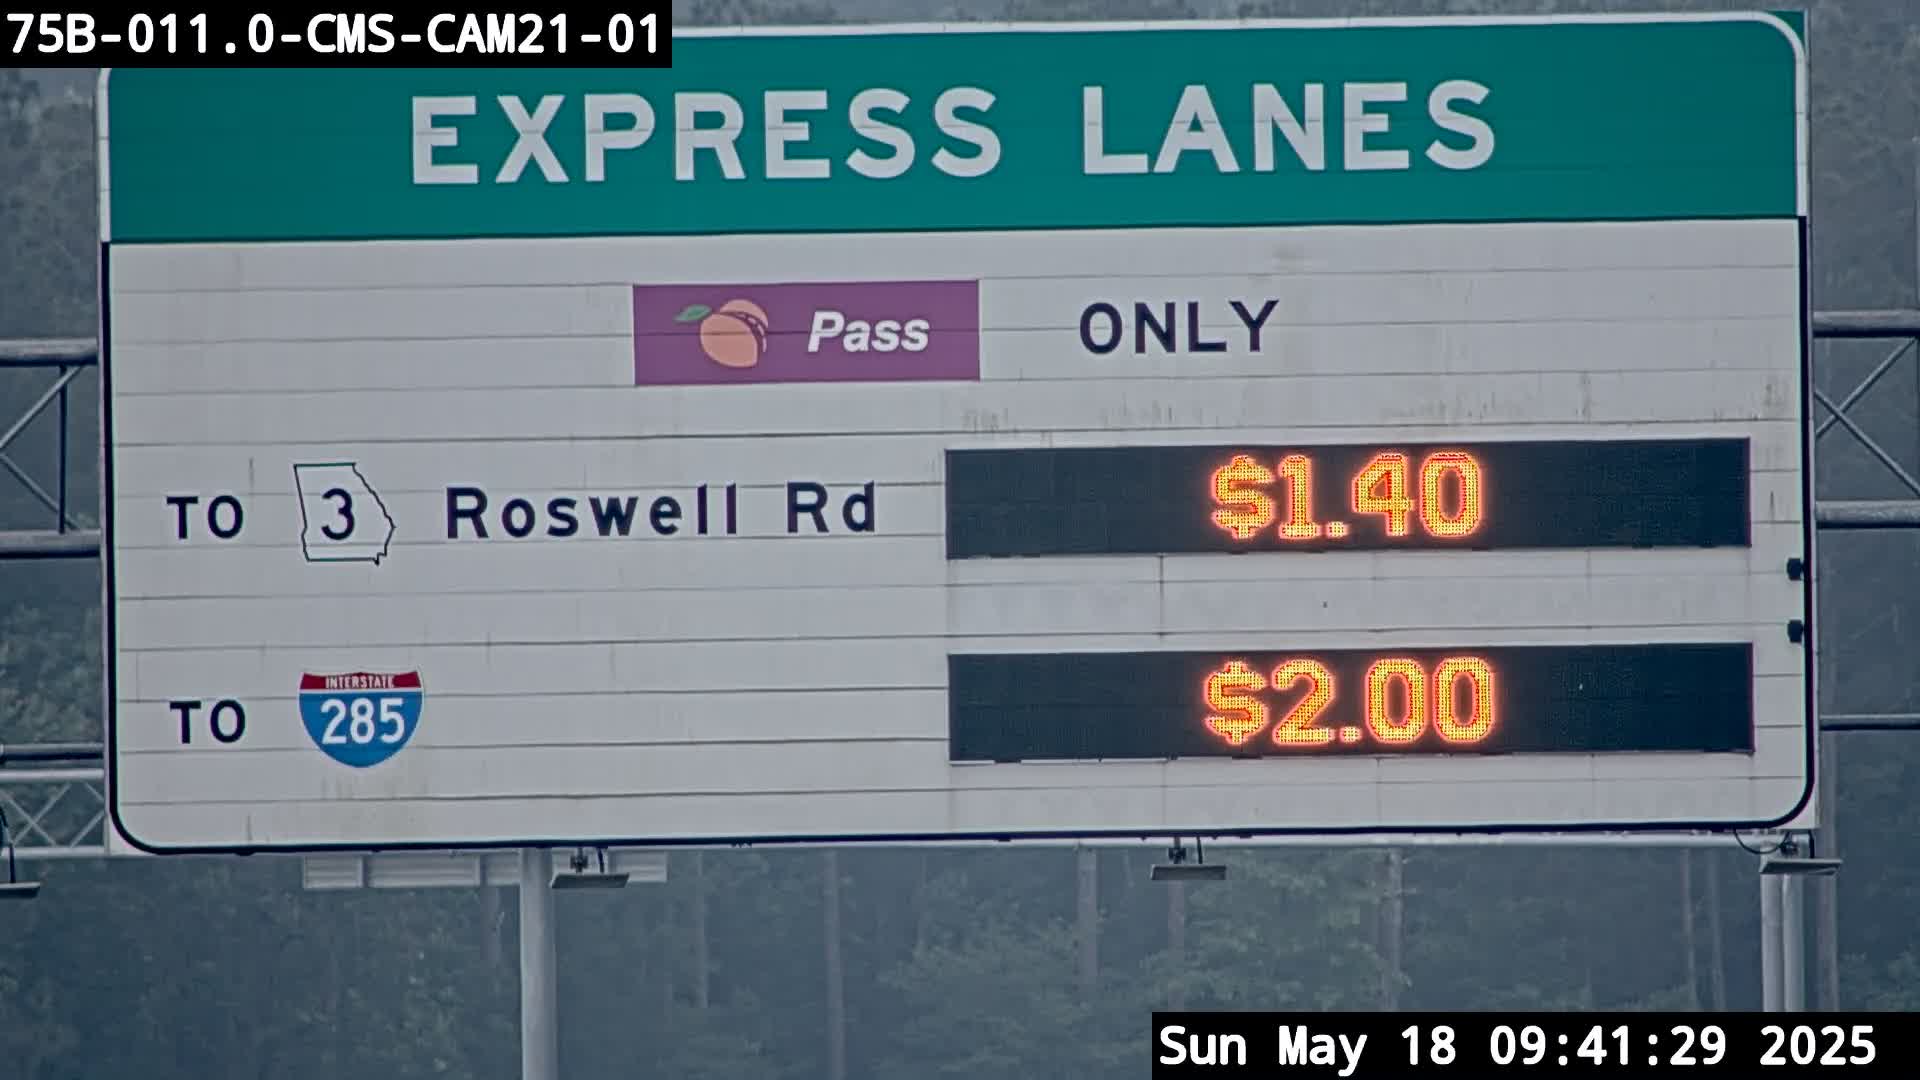 75B-011.0-CMS-CAM21-01
EXPRESS LANES
Pass ONLY
TO 3 Roswell Rd $1.40
TO INTERSTATE 285 $2.00
Sun May 18 09:41:29 2025